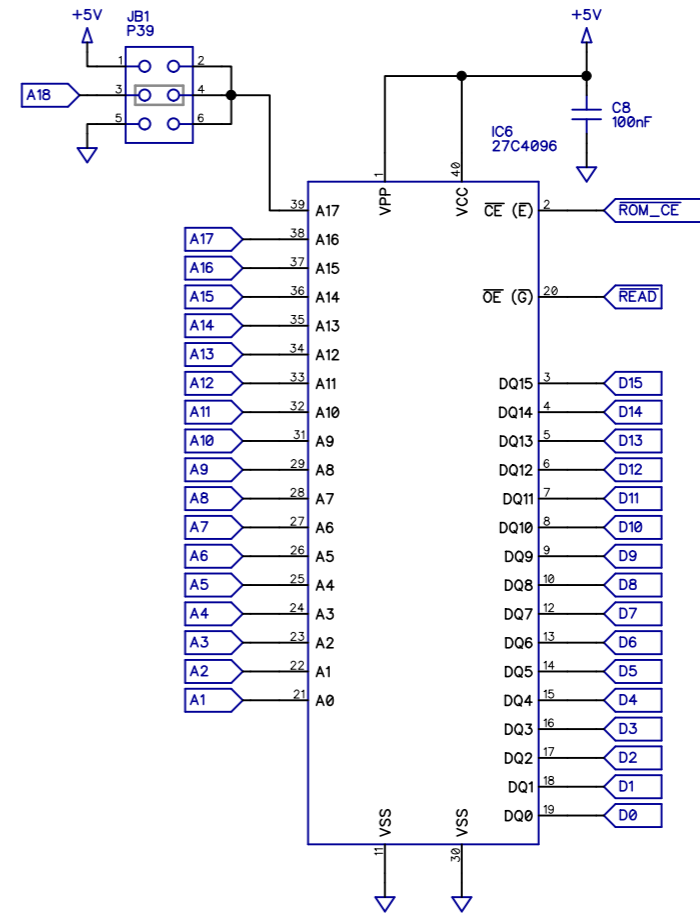 +5V
JB1
P39
+5V
1 2
A18 3 4
5 6
C8
100nF
IC6
27C4096
1 40
VPP VCC
39 A17 C̅E̅ (E̅) 2 R̅O̅M̅_̅C̅E̅
A17 38 A16
A16 37 A15
A15 36 A14 O̅E̅ (G̅) 20 R̅E̅A̅D̅
A14 35 A13
A13 34 A12
A12 33 A11 DQ15 3 D15
A11 32 A10 DQ14 4 D14
A10 31 A9 DQ13 5 D13
A9 29 A8 DQ12 6 D12
A8 28 A7 DQ11 7 D11
A7 27 A6 DQ10 8 D10
A6 26 A5 DQ9 9 D9
A5 25 A4 DQ8 10 D8
A4 24 A3 DQ7 12 D7
A3 23 A2 DQ6 13 D6
A2 22 A1 DQ5 14 D5
A1 21 A0 DQ4 15 D4
DQ3 16 D3
DQ2 17 D2
DQ1 18 D1
DQ0 19 D0
VSS VSS
11 30